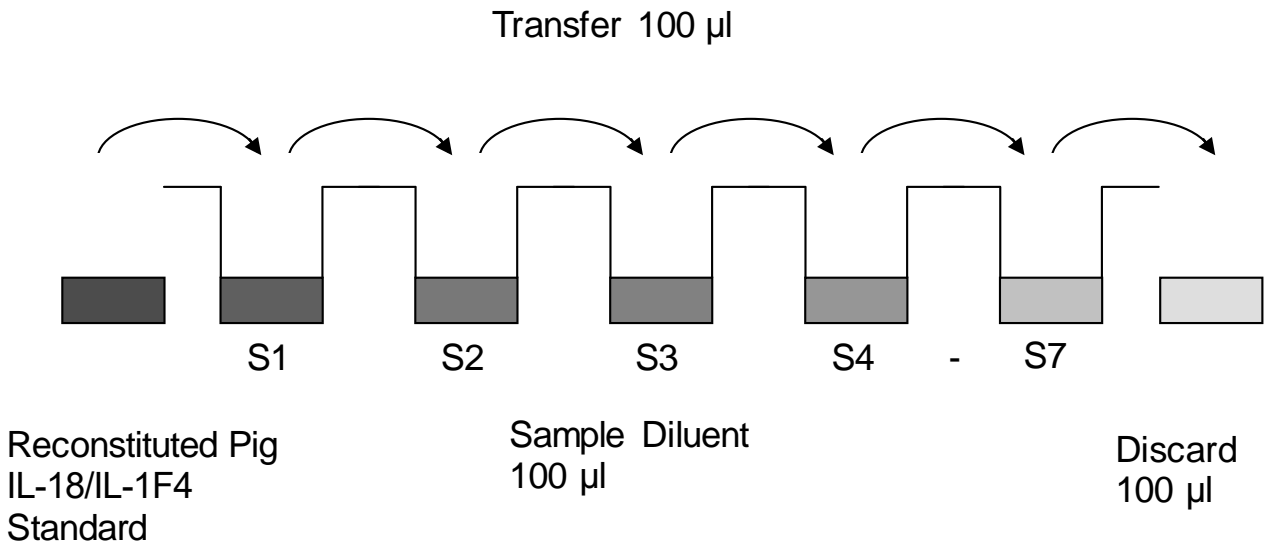 Transfer 100 µl
S1 S2 S3 S4 - S7
Reconstituted Pig
IL-18/IL-1F4
Standard
Sample Diluent
100 µl
Discard
100 µl